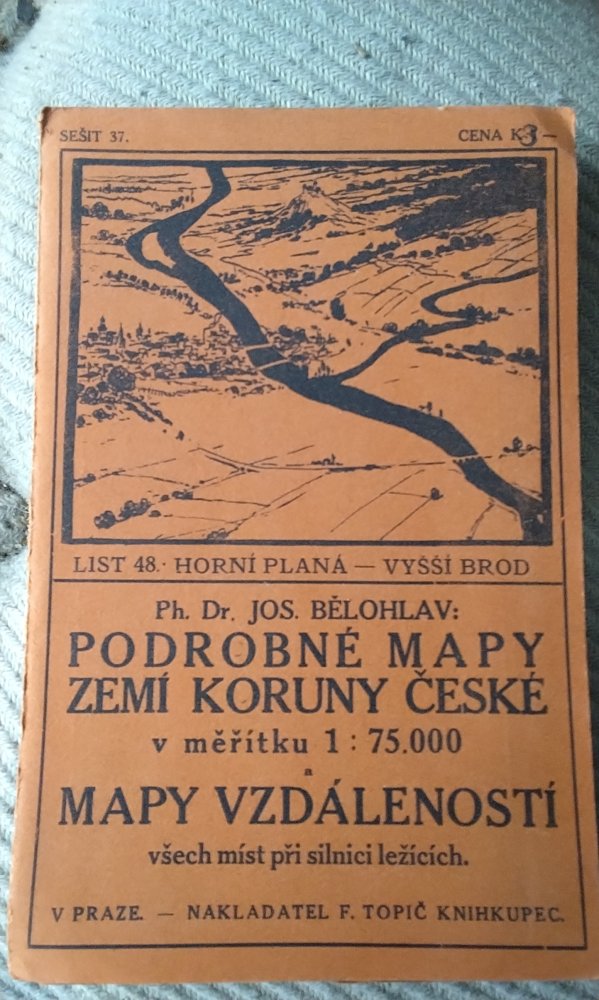 SEŠIT 37.
CENA K 3 —
LIST 48. HORNÍ PLANÁ — VYŠŠÍ BROD
Ph. Dr. JOS. BĚLOHLAV:
PODROBNÉ MAPY
ZEMÍ KORUNY ČESKÉ
v měřítku 1 : 75.000
a
MAPY VZDÁLENOSTÍ
všech míst při silnici ležících.
V PRAZE. — NAKLADATEL F. TOPIČ KNIHKUPEC.